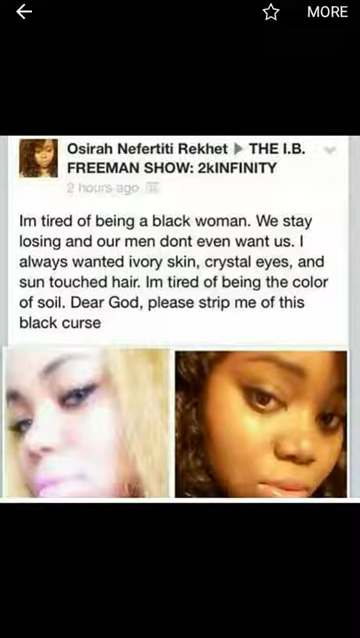 MORE
Osirah Nefertiti Rekhet ▶ THE I.B.
FREEMAN SHOW: 2kINFINITY
2 hours ago
Im tired of being a black woman. We stay
losing and our men dont even want us. I
always wanted ivory skin, crystal eyes, and
sun touched hair. Im tired of being the color
of soil. Dear God, please strip me of this
black curse